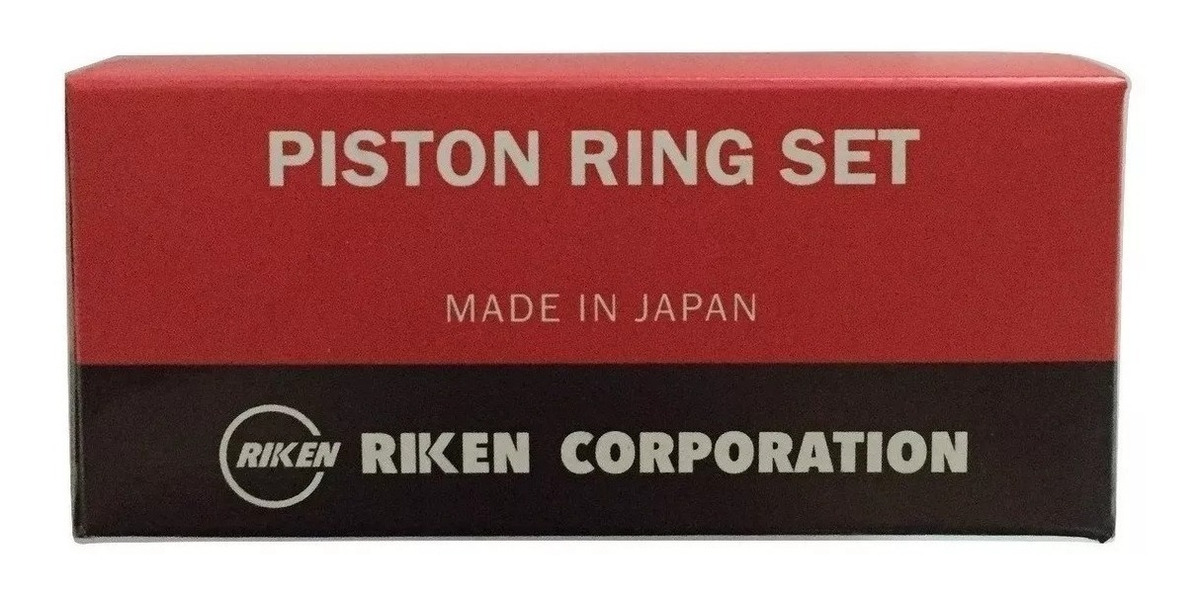 PISTON RING SET
MADE IN JAPAN
RIKEN RIKEN CORPORATION